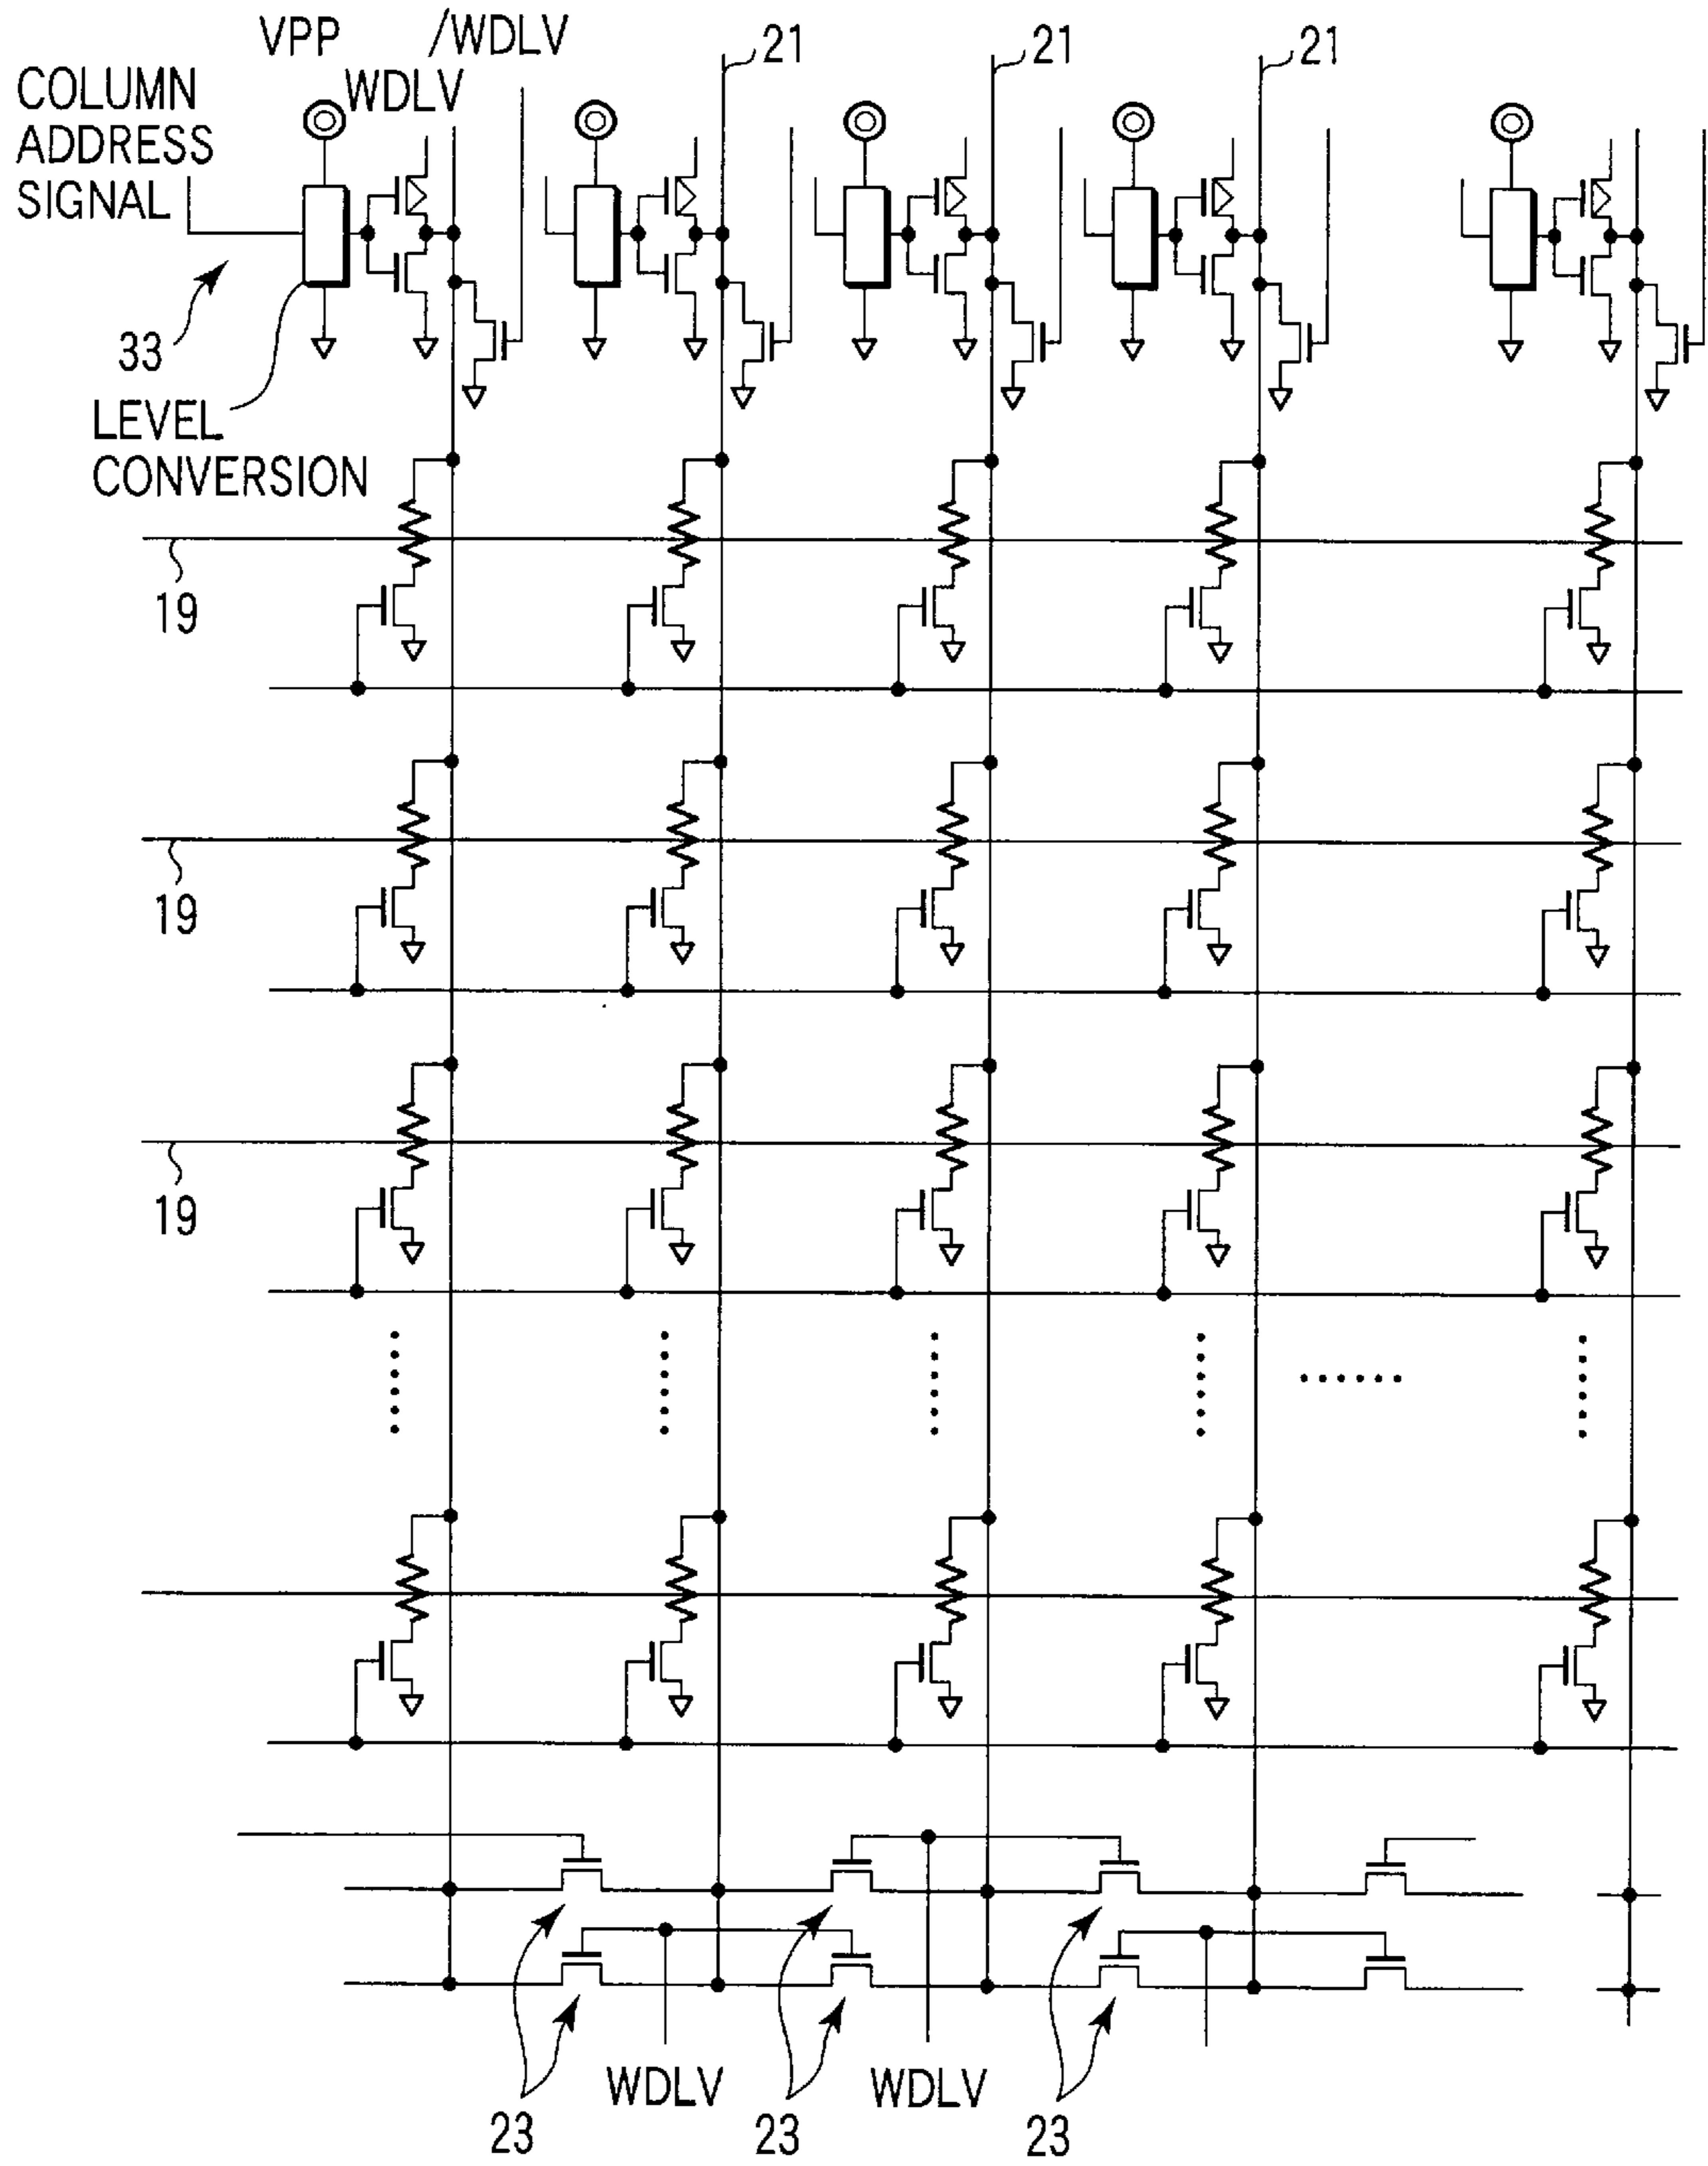 VPP /WDLV
WDLV
COLUMN
ADDRESS
SIGNAL
21
21
21
33
LEVEL
CONVERSION
19
19
19
WDLV
WDLV
23
23
23